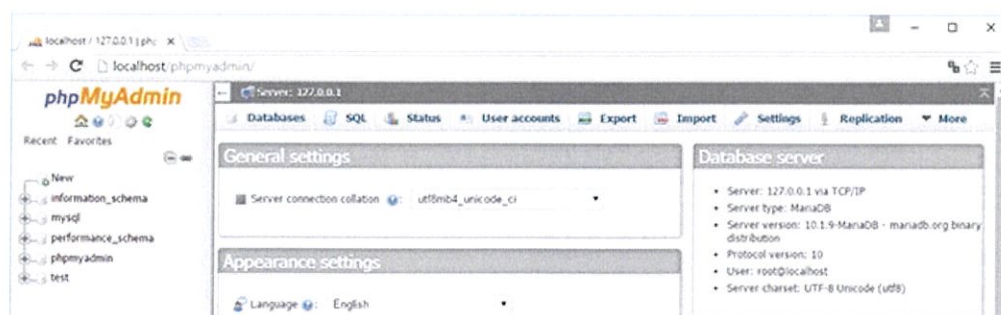 localhost / 127.0.0.1 | phc
localhost/phpmyadmin/
phpMyAdmin
Recent Favorites
New
information_schema
mysql
performance_schema
phpmyadmin
test
Server: 127.0.0.1
Databases SQL Status User accounts Export Import Settings Replication More
General settings
Server connection collation : utf8mb4_unicode_ci
Appearance settings
Language : English
Database server
Server: 127.0.0.1 via TCP/IP
Server type: MariaDB
Server version: 10.1.9-MariaDB - mariadb.org binary
distribution
Protocol version: 10
User: root@localhost
Server charset: UTF-8 Unicode (utf8)